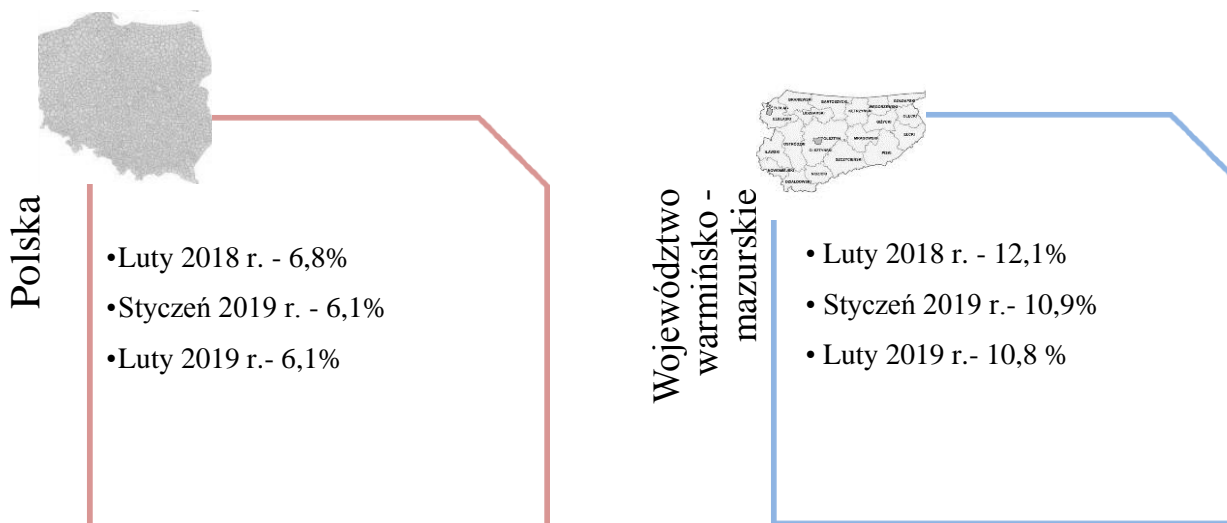 Polska
•Luty 2018 r. - 6,8%
•Styczeń 2019 r. - 6,1%
•Luty 2019 r.- 6,1%
Województwo
warmińsko -
mazurskie
• Luty 2018 r. - 12,1%
• Styczeń 2019 r.- 10,9%
• Luty 2019 r.- 10,8 %